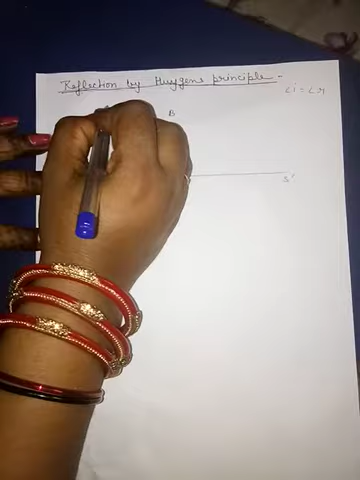 Reflection by Huygens principle -
∠i = ∠r
B
S'